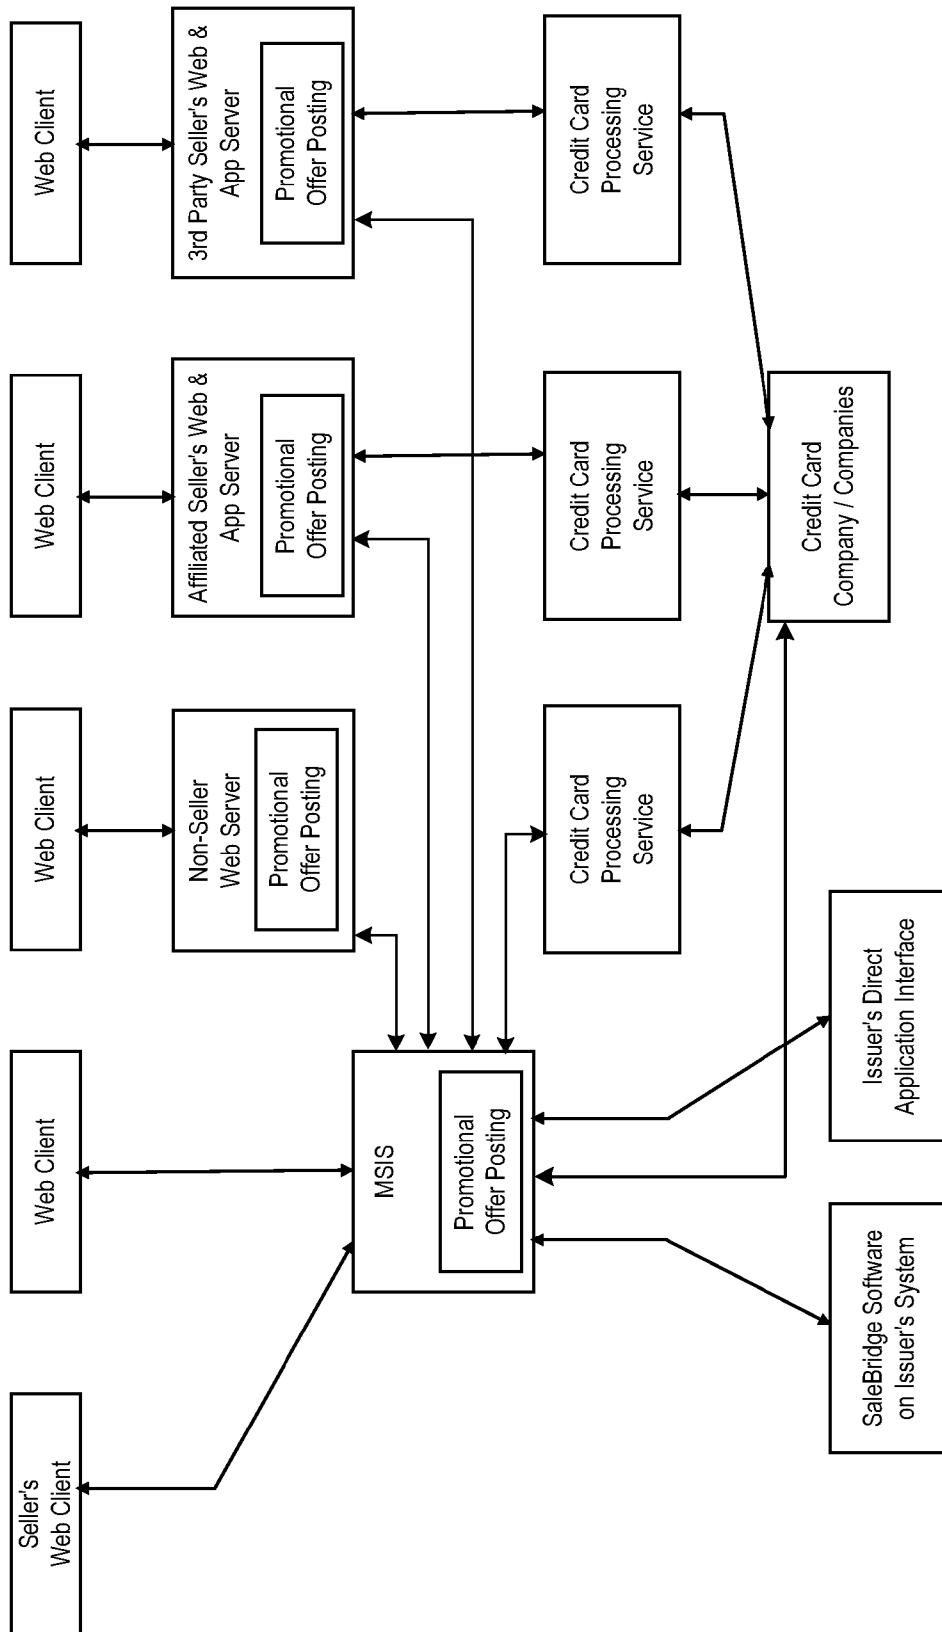 Seller's
Web Client
Web Client
Web Client
Web Client
Web Client
MSIS
Promotional
Offer Posting
Non-Seller
Web Server
Promotional
Offer Posting
Affiliated Seller's Web &
App Server
Promotional
Offer Posting
3rd Party Seller's Web &
App Server
Promotional
Offer Posting
Credit Card
Processing
Service
Credit Card
Processing
Service
Credit Card
Processing
Service
SaleBridge Software
on Issuer's System
Issuer's Direct
Application Interface
Credit Card
Company / Companies